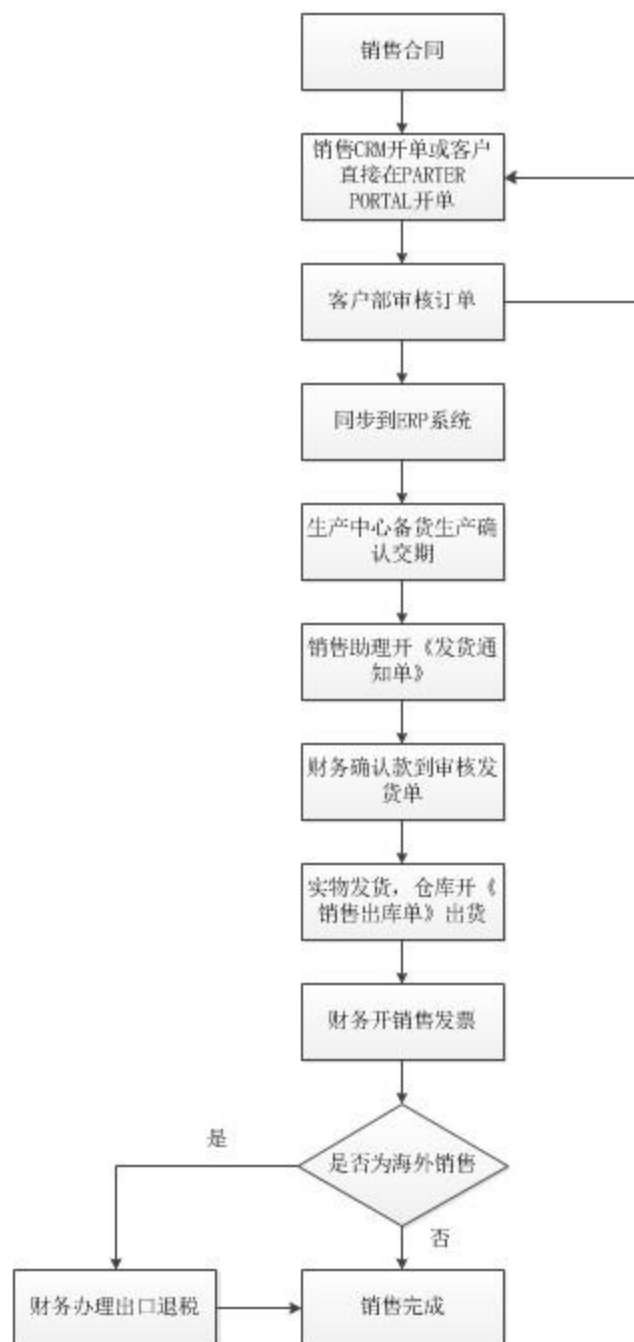 销售合同
销售CRM开单或客户
直接在PARTER
PORTAL开单
客户部审核订单
同步到ERP系统
生产中心备货生产确
认交期
销售助理开《发货通
知单》
财务确认款到审核发
货单
实物发货，仓库开《
销售出库单》出货
财务开销售发票
是
是否为海外销售
否
财务办理出口退税
销售完成